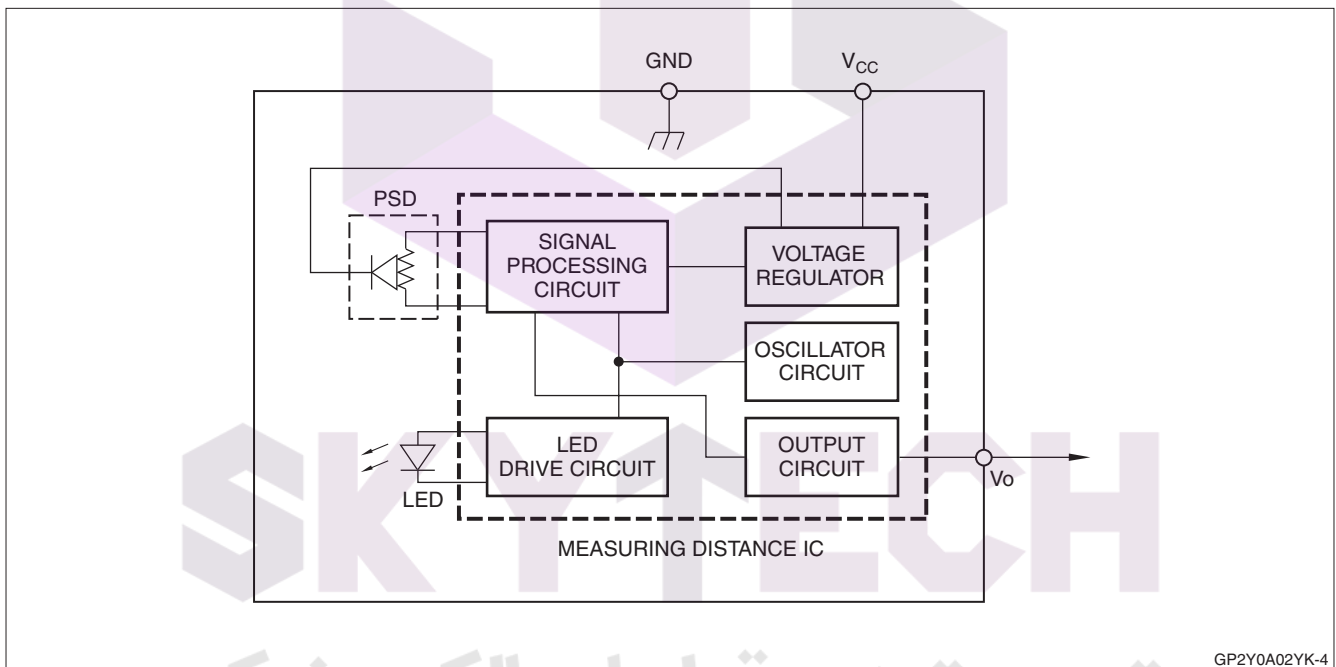 GND
VCC
PSD
SIGNAL
PROCESSING
CIRCUIT
VOLTAGE
REGULATOR
OSCILLATOR
CIRCUIT
LED
DRIVE CIRCUIT
OUTPUT
CIRCUIT
LED
Vo
MEASURING DISTANCE IC
SKYTECH
GP2Y0A02YK-4